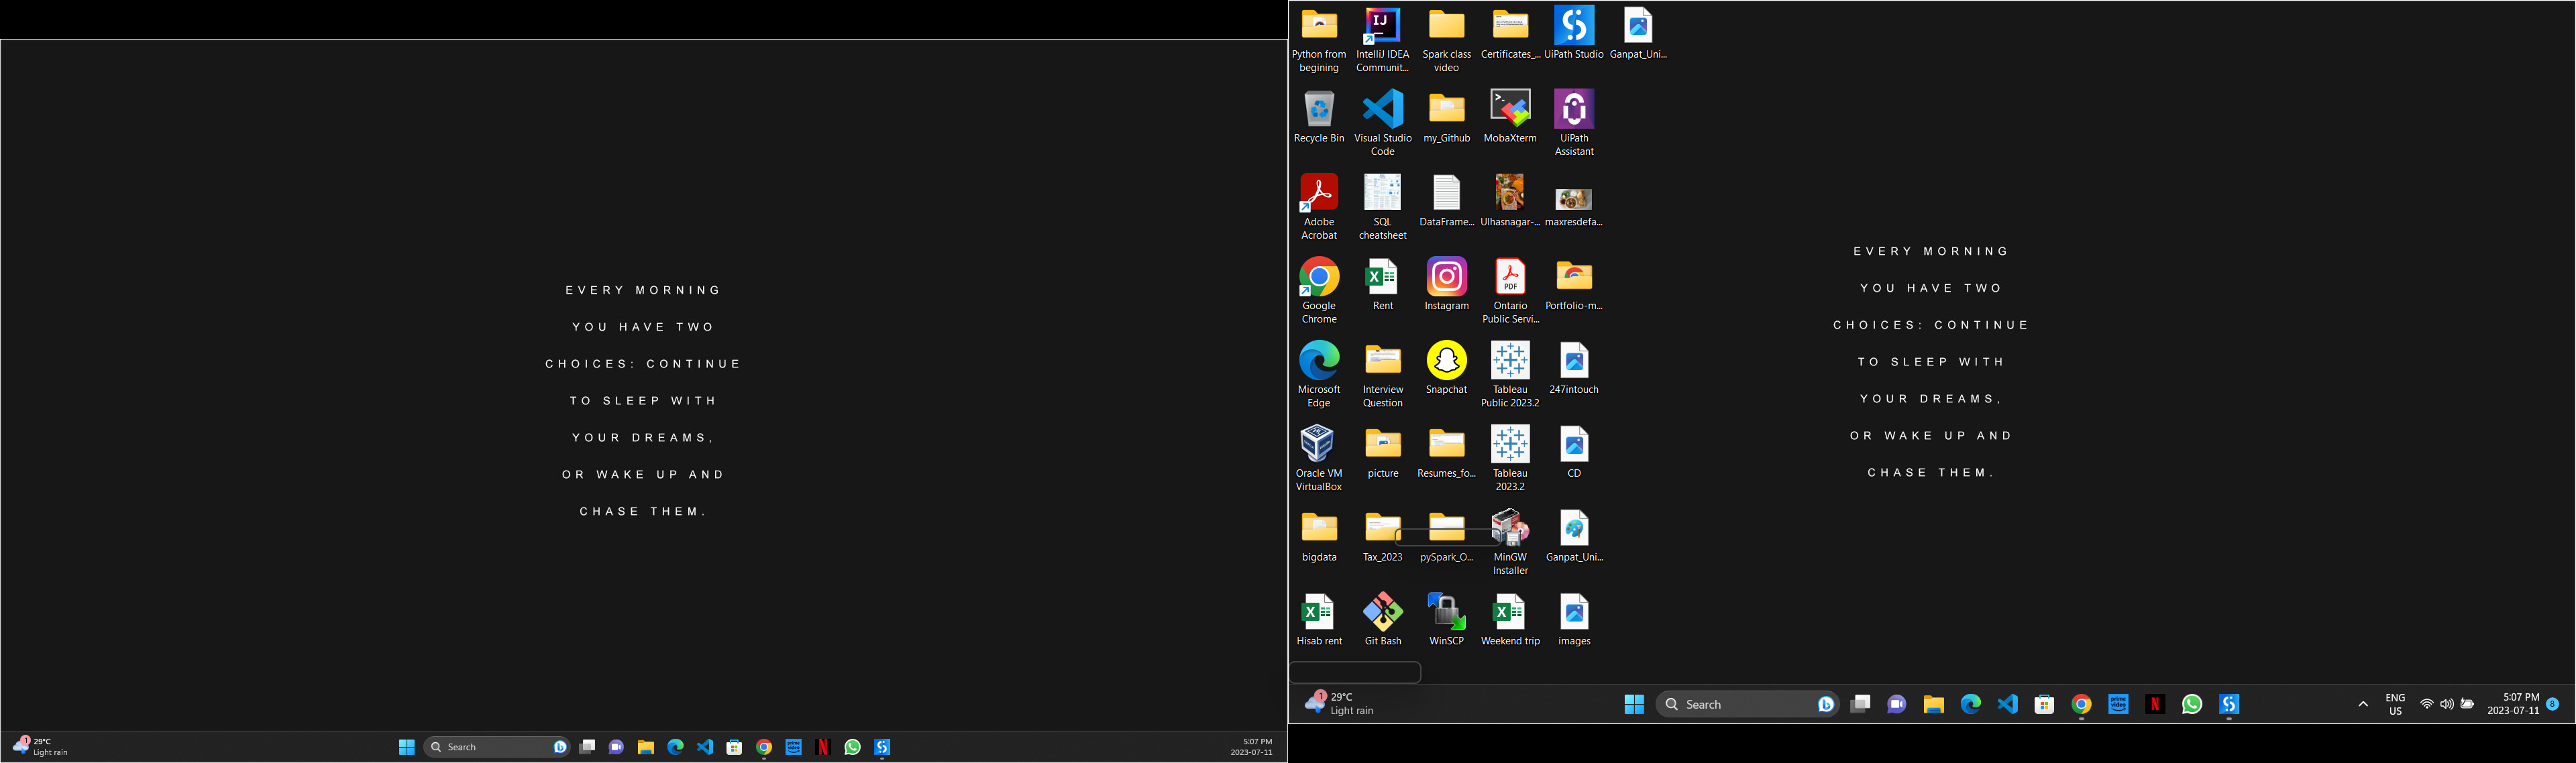 EVERY MORNING
YOU HAVE TWO
CHOICES: CONTINUE
TO SLEEP WITH
YOUR DREAMS,
OR WAKE UP AND
CHASE THEM.
1
29°C
Light rain
Search
5:07 PM
2023-07-11
Python from
begining
IntelliJ IDEA
Communit...
Spark class
video
Certificates_...
UiPath Studio
Ganpat_Uni...
Recycle Bin
Visual Studio
Code
my_Github
MobaXterm
UiPath
Assistant
Adobe
Acrobat
SQL
cheatsheet
DataFrame...
Ulhasnagar-...
maxresdefa...
Google
Chrome
Rent
Instagram
Ontario
Public Servi...
Portfolio-m...
Microsoft
Edge
Interview
Question
Snapchat
Tableau
Public 2023.2
247intouch
Oracle VM
VirtualBox
picture
Resumes_fo...
Tableau
2023.2
CD
bigdata
Tax_2023
pySpark_O...
MinGW
Installer
Ganpat_Uni...
Hisab rent
Git Bash
WinSCP
Weekend trip
images
EVERY MORNING
YOU HAVE TWO
CHOICES: CONTINUE
TO SLEEP WITH
YOUR DREAMS,
OR WAKE UP AND
CHASE THEM.
1
29°C
Light rain
Search
ENG
US
5:07 PM
2023-07-11
8